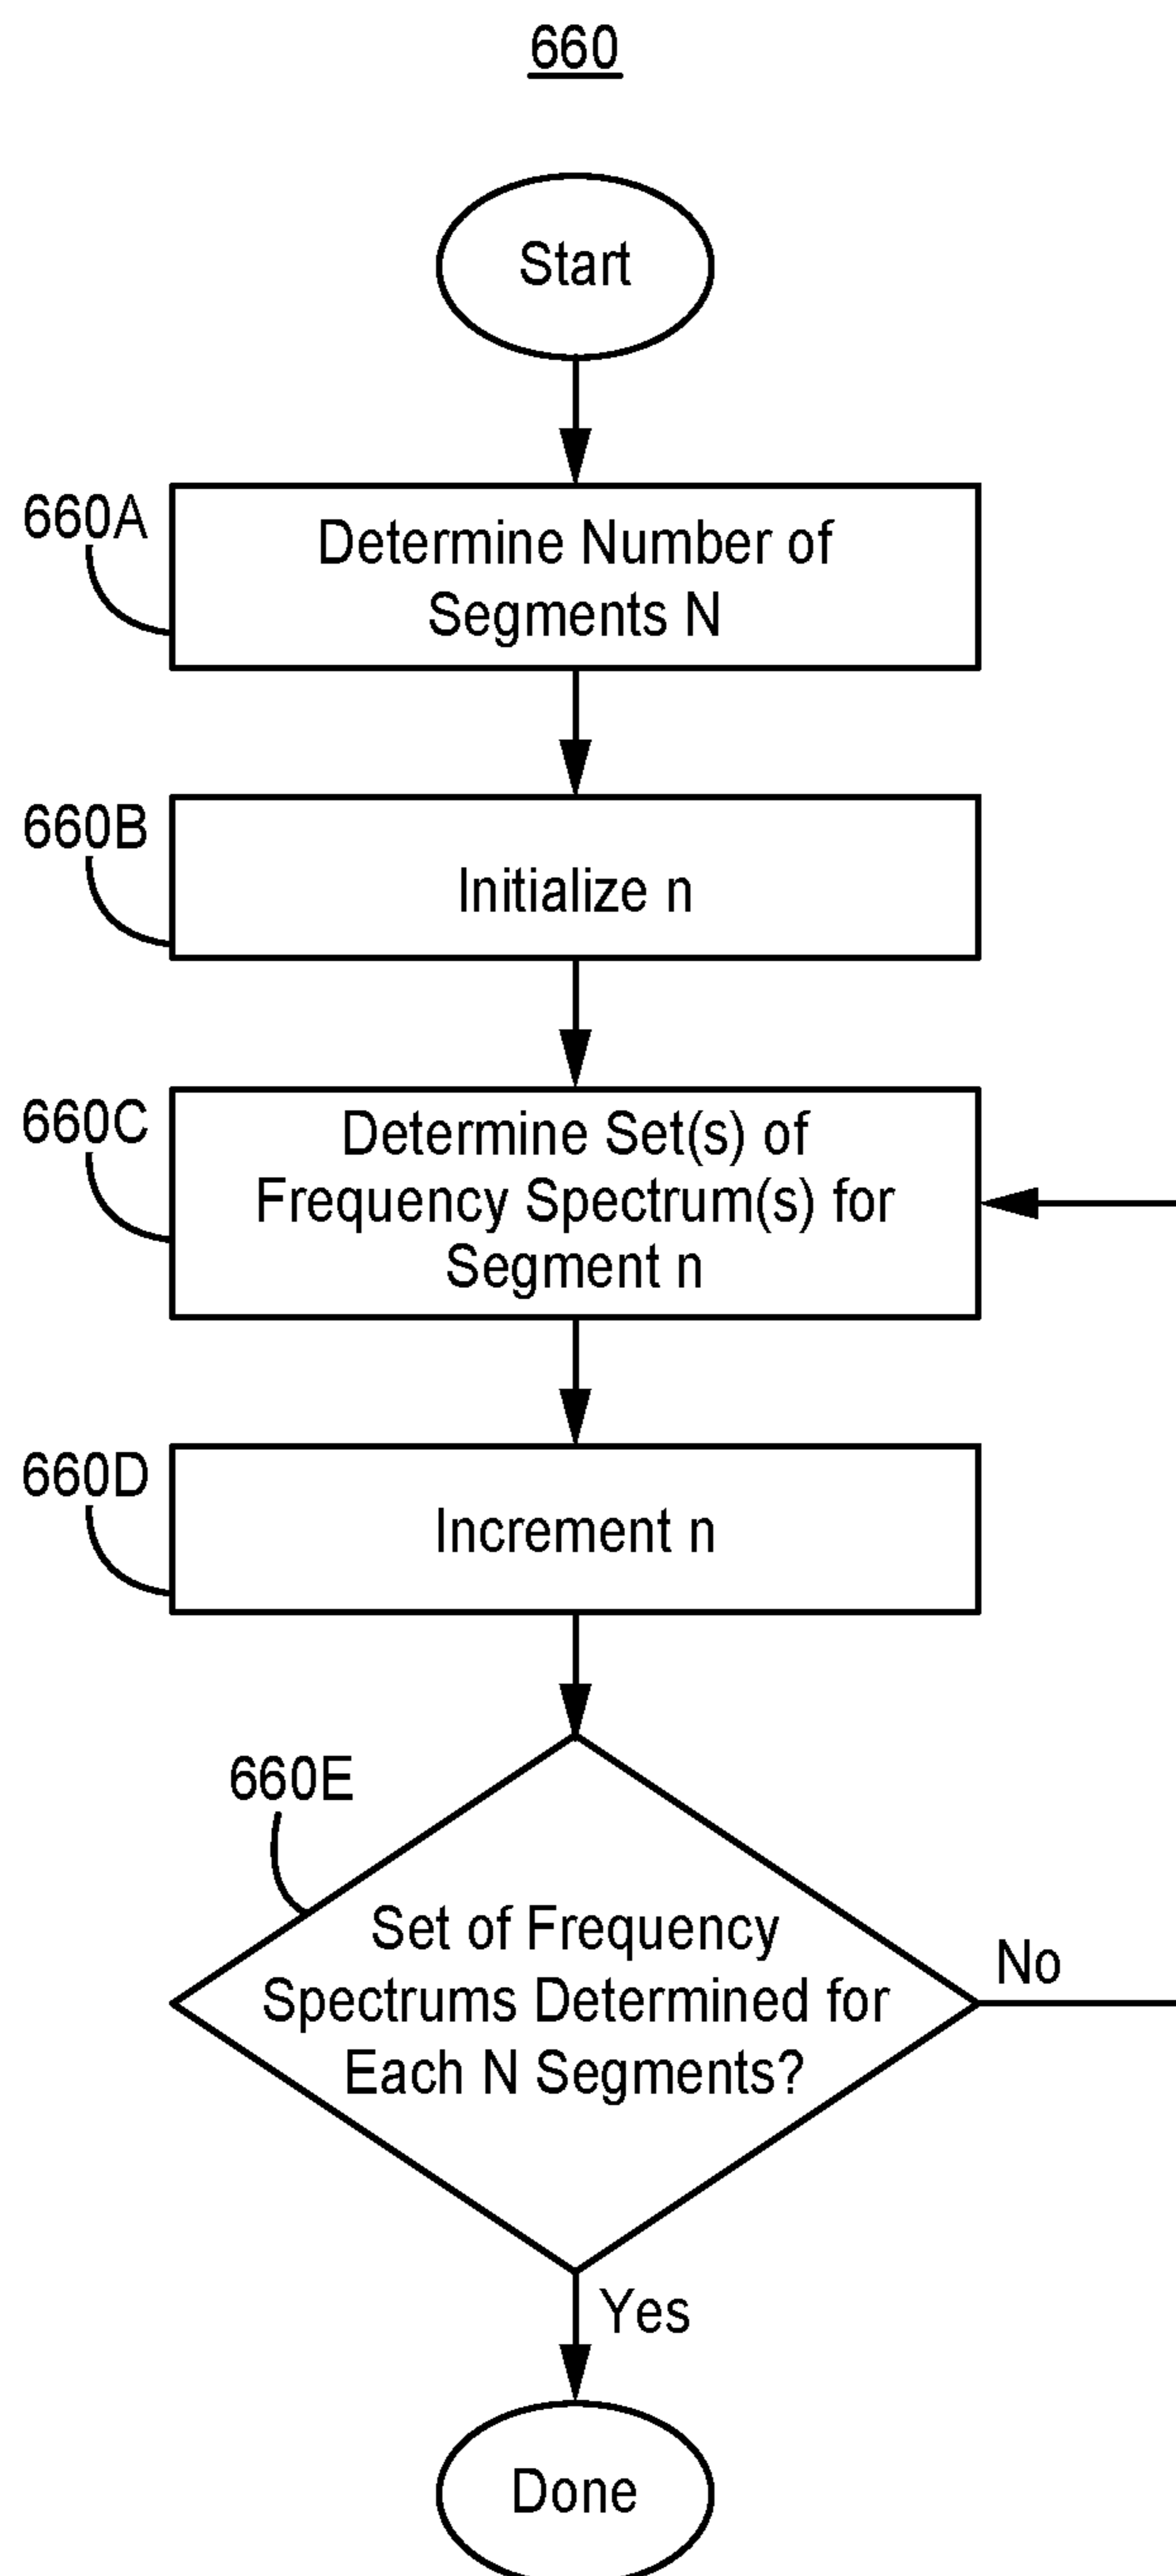 660
Start
660A
Determine Number of
Segments N
660B
Initialize n
660C
Determine Set(s) of
Frequency Spectrum(s) for
Segment n
660D
Increment n
660E
Set of Frequency
Spectrums Determined for
Each N Segments?
No
Yes
Done